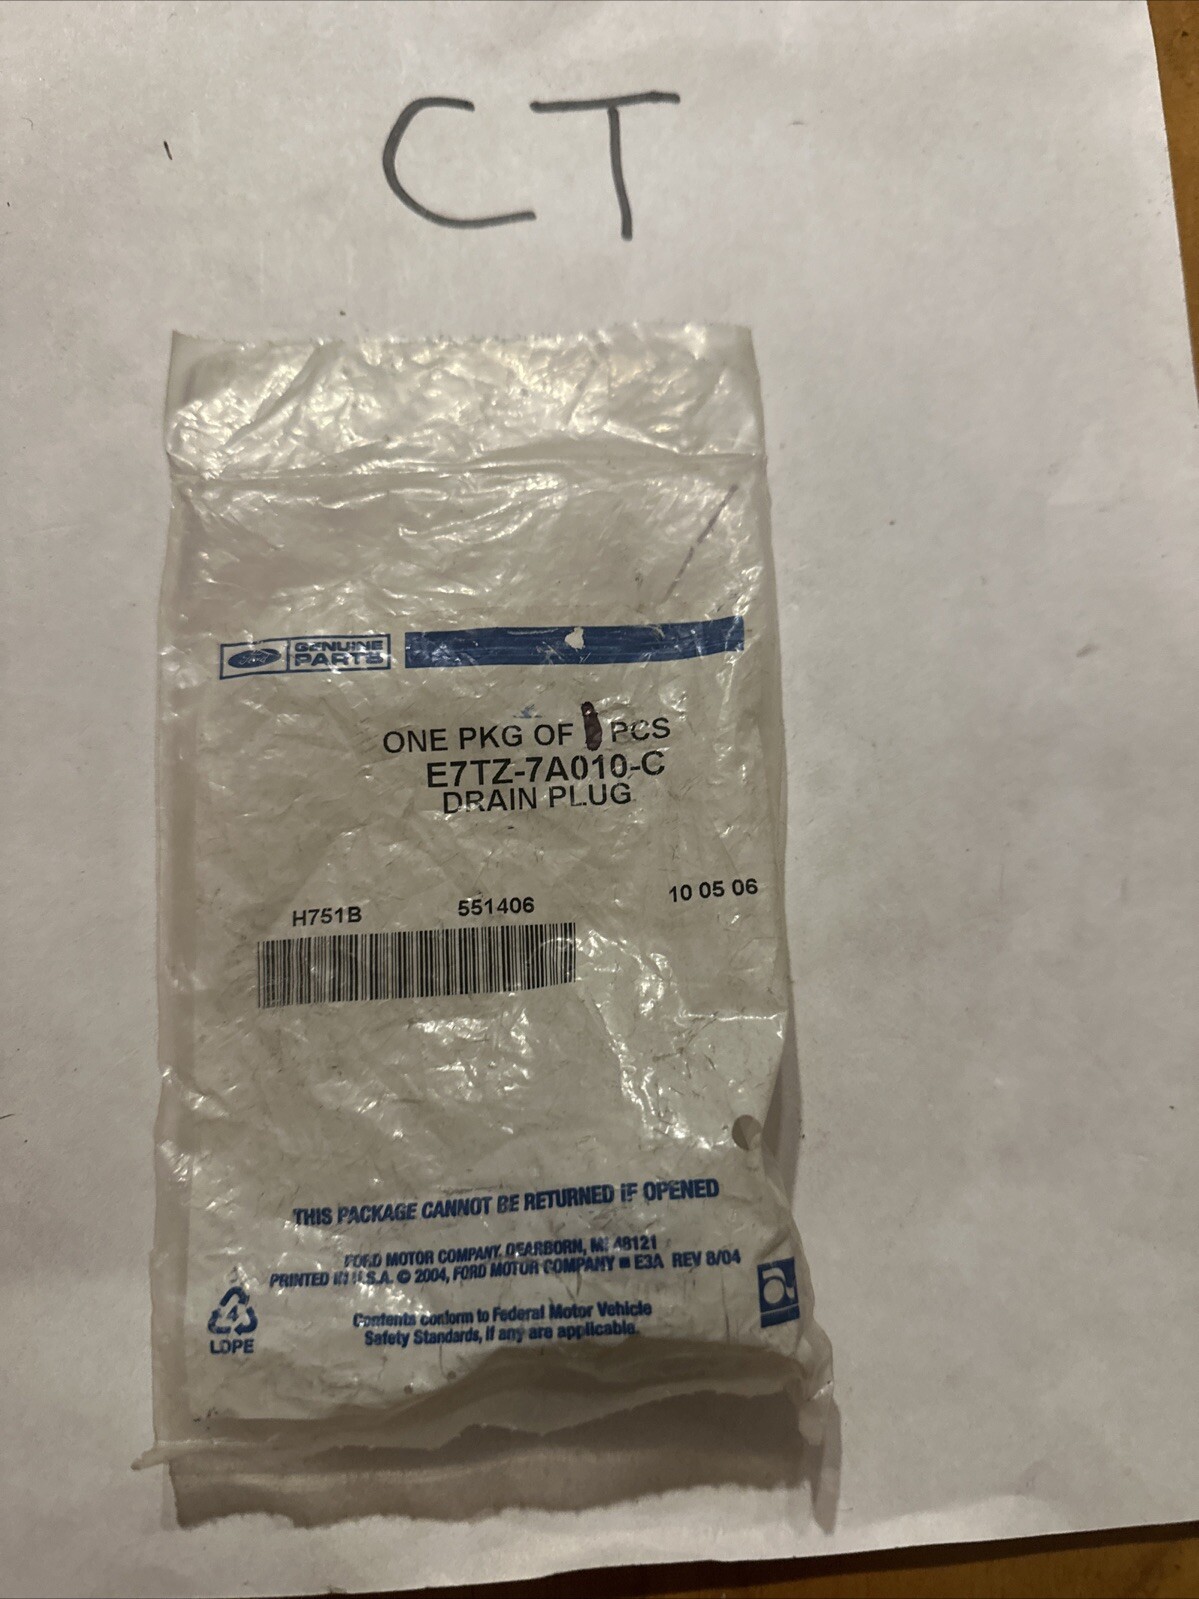 CT
Ford GENUINE PARTS
ONE PKG OF PCS
E7TZ-7A010-C
DRAIN PLUG
H751B 551406 10 05 06
THIS PACKAGE CANNOT BE RETURNED IF OPENED
FORD MOTOR COMPANY, DEARBORN, MI 48121
PRINTED IN U.S.A. © 2004, FORD MOTOR COMPANY ■ E3A REV 8/04
Contents conform to Federal Motor Vehicle
Safety Standards, if any are applicable.
4
LDPE